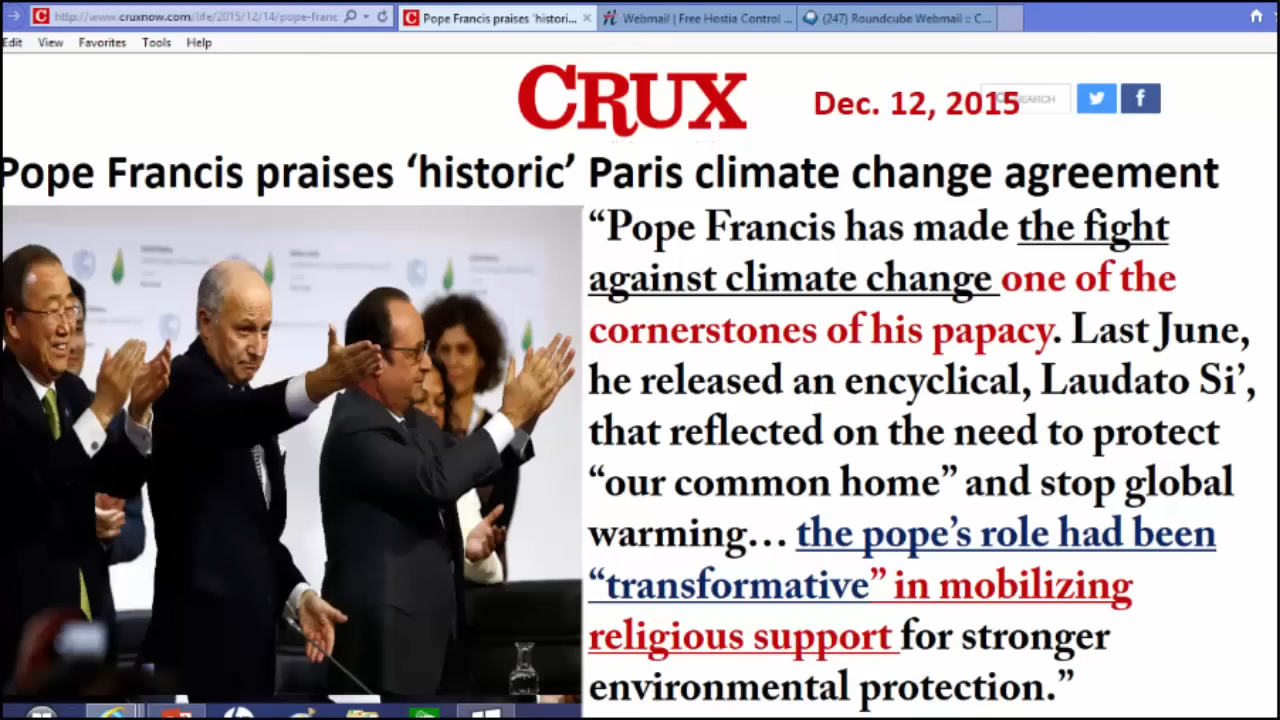 http://www.cruxnow.com/life/2015/12/14/pope-franc
Pope Francis praises 'histori...
Webmail | Free Hostia Control ...
(247) Roundcube Webmail :: C...
Edit View Favorites Tools Help
CRUX
Dec. 12, 2015
SEARCH
Pope Francis praises ‘historic’ Paris climate change agreement
“Pope Francis has made the fight
against climate change one of the
cornerstones of his papacy. Last June,
he released an encyclical, Laudato Si’,
that reflected on the need to protect
“our common home” and stop global
warming… the pope’s role had been
“transformative” in mobilizing
religious support for stronger
environmental protection.”